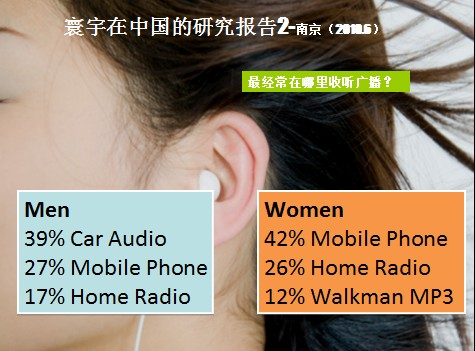 寰宇在中国的研究报告2-南京（2010.5）
最经常在哪里收听广播？
Men
39% Car Audio
27% Mobile Phone
17% Home Radio
Women
42% Mobile Phone
26% Home Radio
12% Walkman MP3